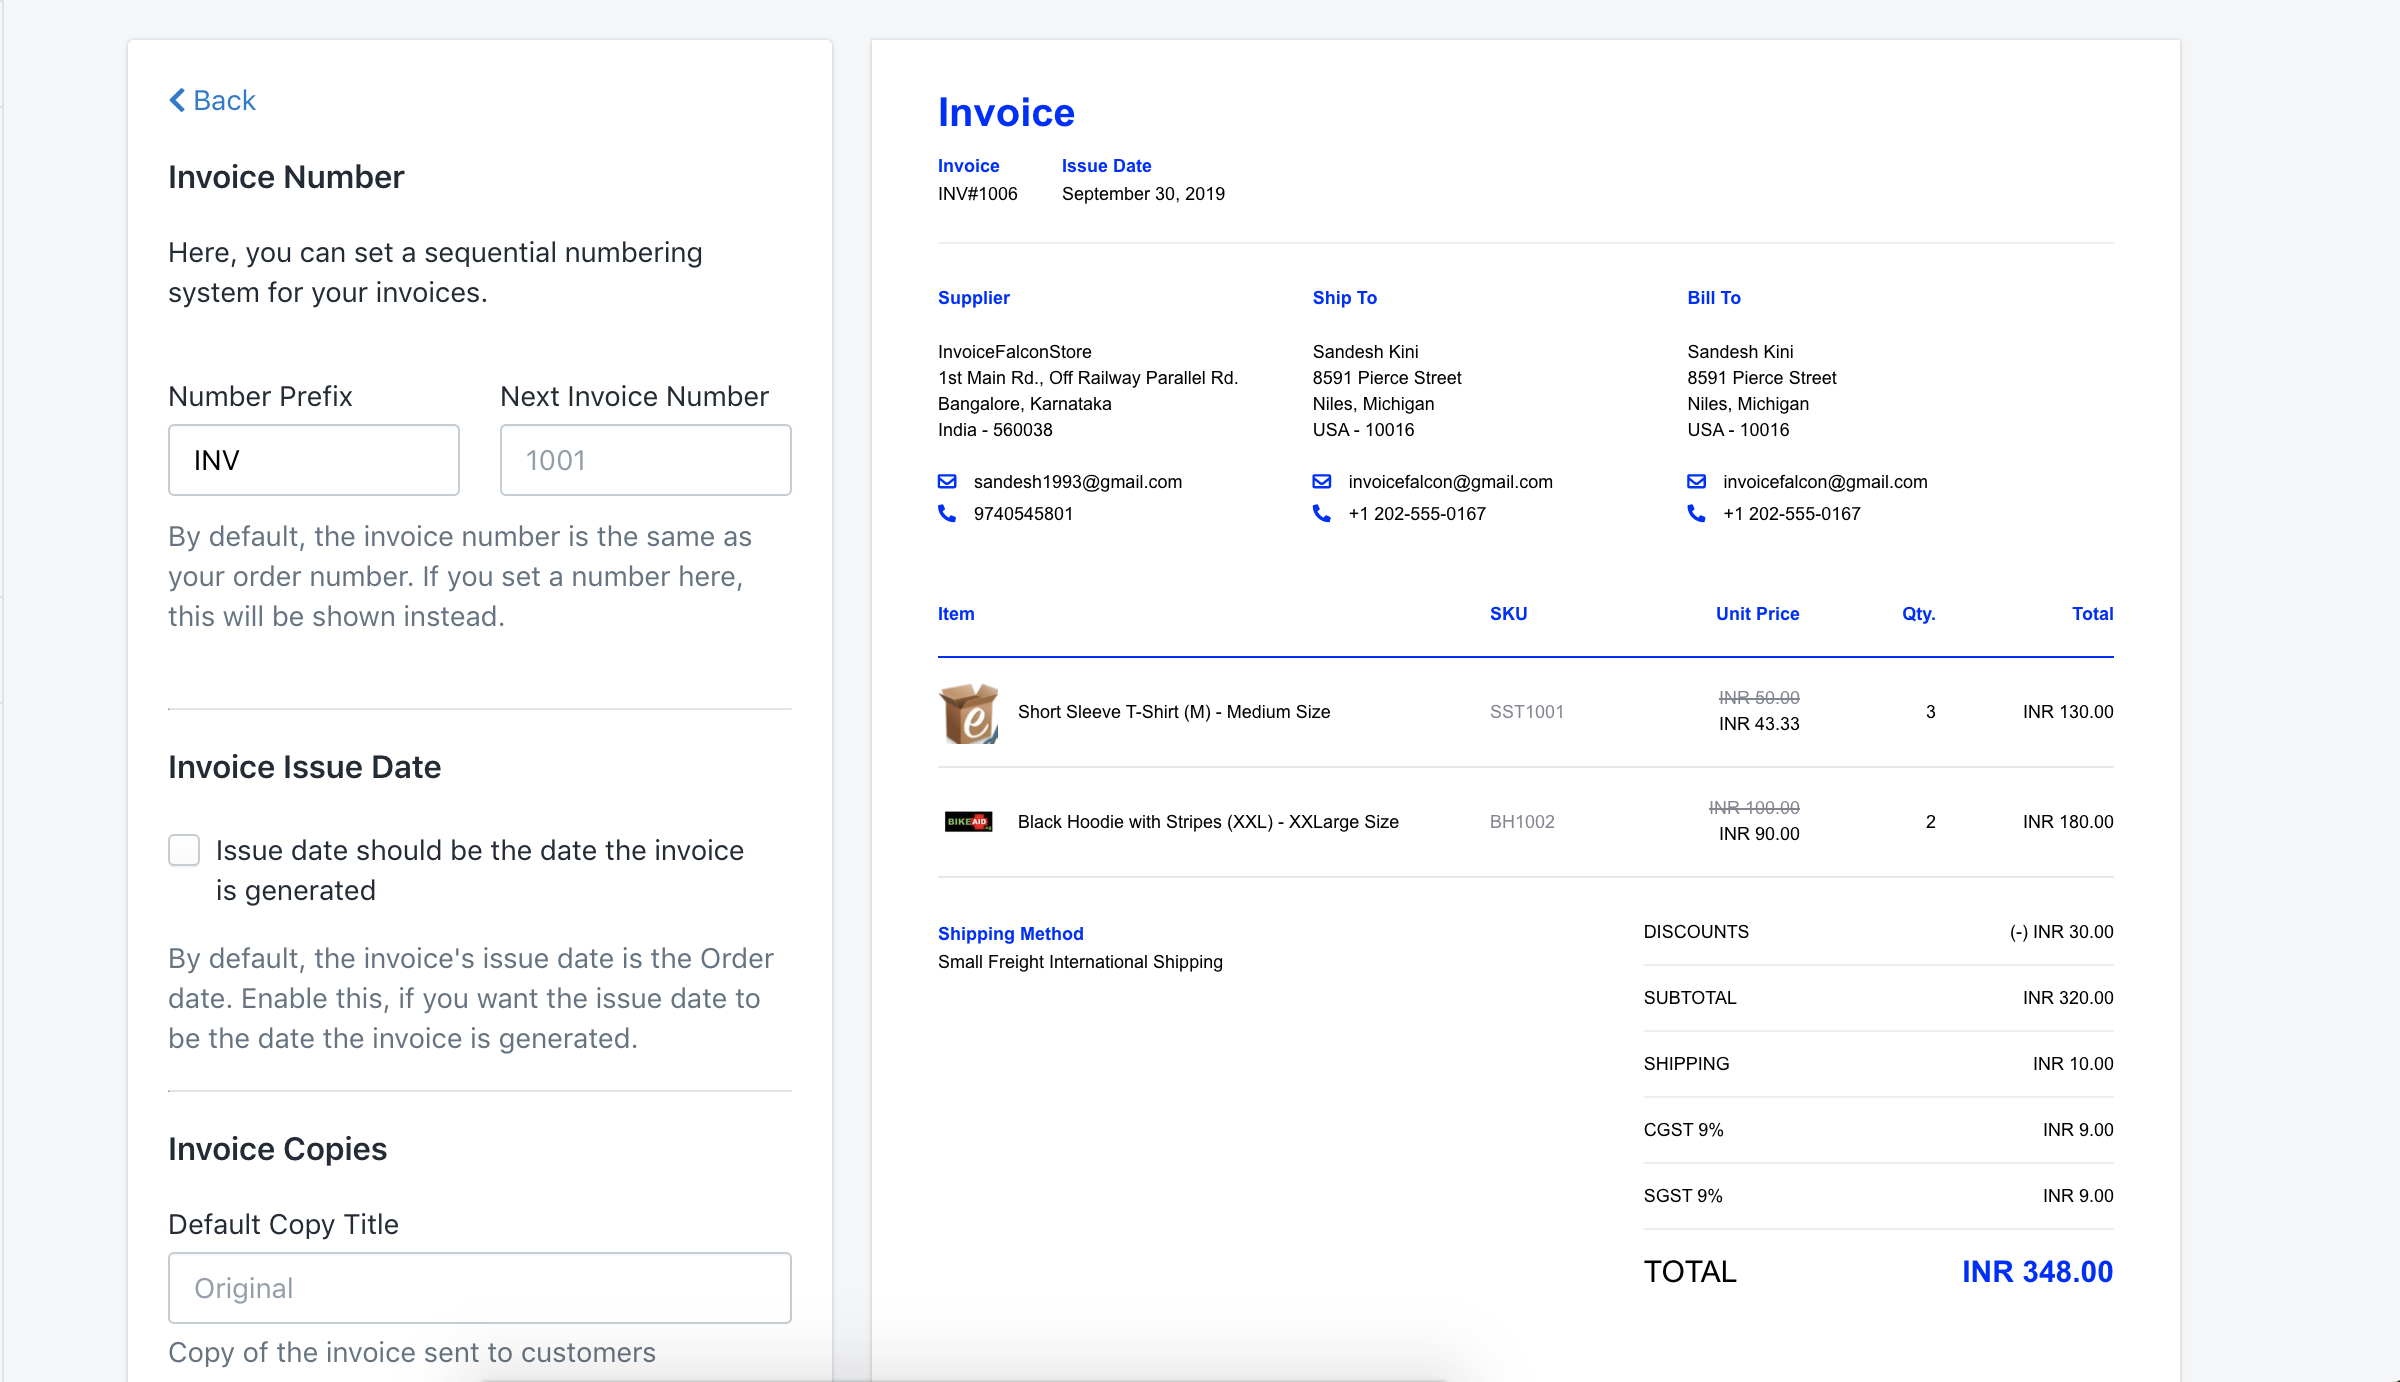 Back
Invoice Number
Here, you can set a sequential numbering
system for your invoices.
Number Prefix
Next Invoice Number
INV
1001
By default, the invoice number is the same as
your order number. If you set a number here,
this will be shown instead.
Invoice Issue Date
Issue date should be the date the invoice
is generated
By default, the invoice's issue date is the Order
date. Enable this, if you want the issue date to
be the date the invoice is generated.
Invoice Copies
Default Copy Title
Original
Copy of the invoice sent to customers
Invoice
Invoice Issue Date
INV#1006 September 30, 2019
Supplier
InvoiceFalconStore
1st Main Rd., Off Railway Parallel Rd.
Bangalore, Karnataka
India - 560038
sandesh1993@gmail.com
9740545801
Ship To
Sandesh Kini
8591 Pierce Street
Niles, Michigan
USA - 10016
invoicefalcon@gmail.com
+1 202-555-0167
Bill To
Sandesh Kini
8591 Pierce Street
Niles, Michigan
USA - 10016
invoicefalcon@gmail.com
+1 202-555-0167
Item SKU Unit Price Qty. Total
INR 50.00
e Short Sleeve T-Shirt (M) - Medium Size SST1001 INR 43.33 3 INR 130.00
INR 100.00
BIKEAID Black Hoodie with Stripes (XXL) - XXLarge Size BH1002 INR 90.00 2 INR 180.00
Shipping Method
Small Freight International Shipping
DISCOUNTS (-) INR 30.00
SUBTOTAL INR 320.00
SHIPPING INR 10.00
CGST 9% INR 9.00
SGST 9% INR 9.00
TOTAL INR 348.00